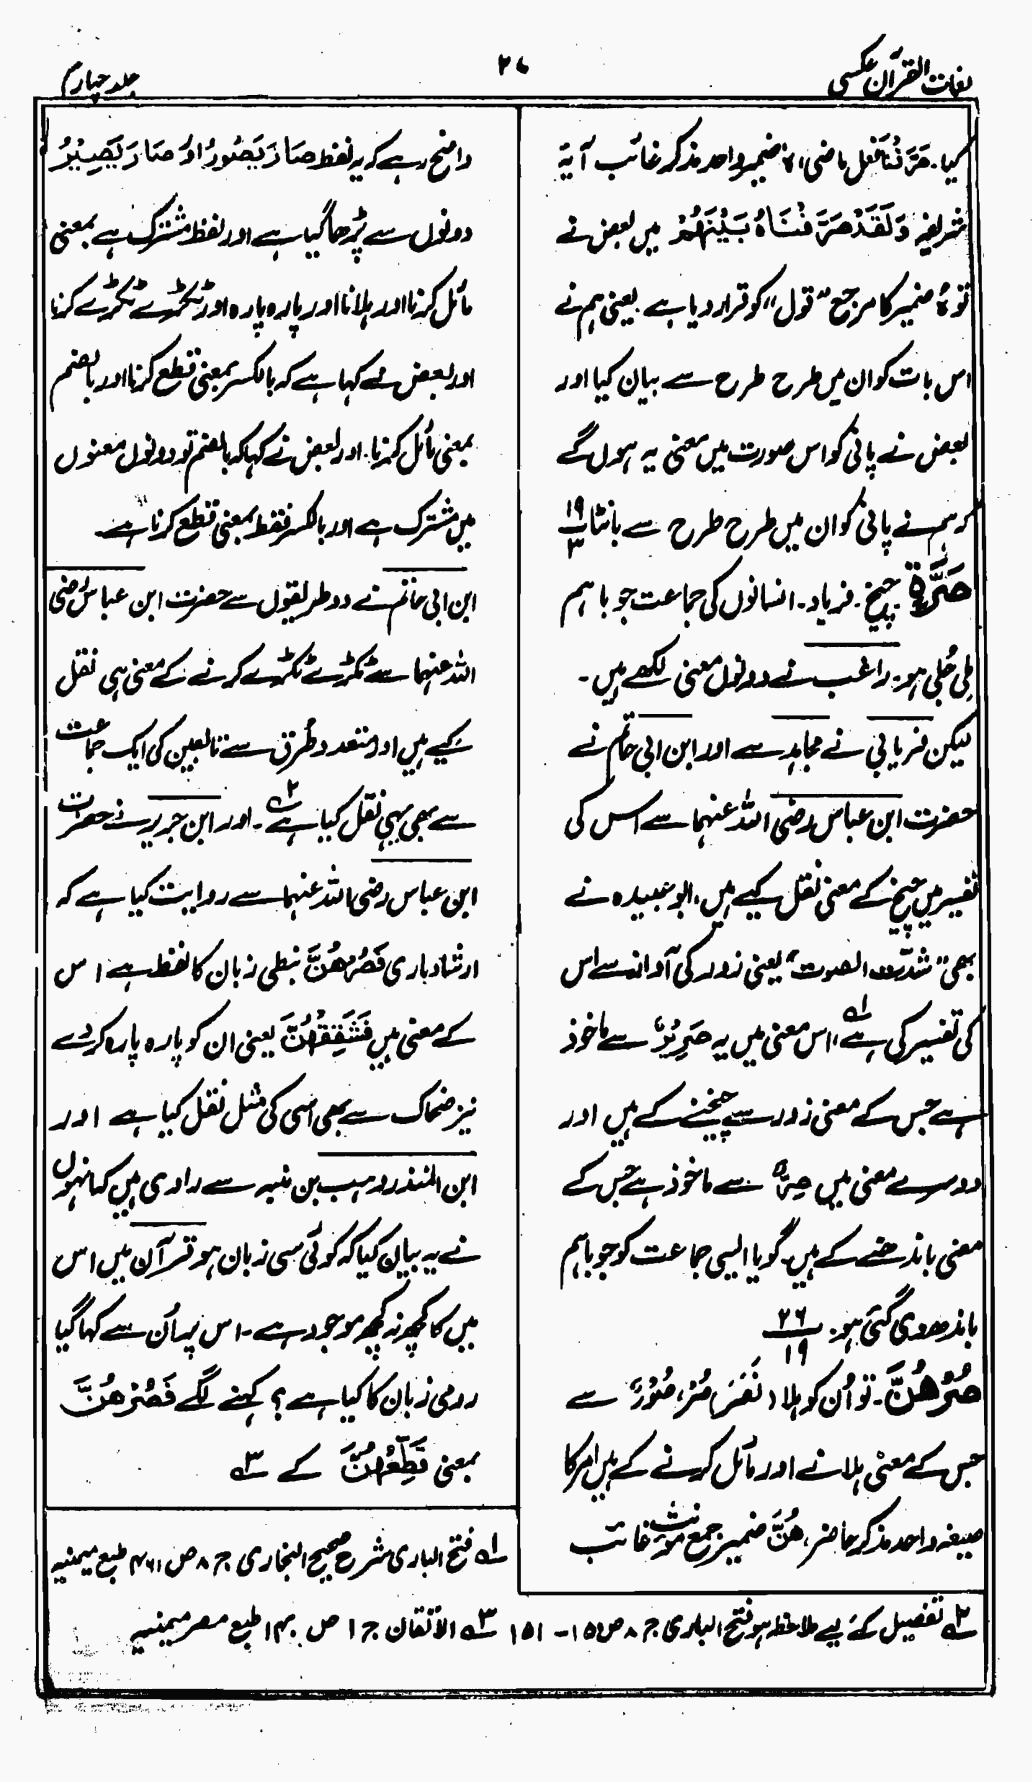 لغات القرآن عکسی
۲۷
جلد چہارم
کیا۔ صَرَّفْنَا فعل ماضی، ہٗ ضمیر واحد مذکر غائب آیۃ
شریفہ وَلَقَدْ صَرَّفْنَاهُ بَيْنَهُمْ میں بعض نے
تو ہٗ ضمیر کا مرجع "قول" کو قرار دیا ہے یعنی ہم نے
اس بات کو ان میں طرح طرح سے بیان کیا اور
بعض نے پانی کو اس صورت میں معنی یہ ہوں گے
کہ ہم نے پانی کو ان میں طرح طرح سے بانٹا ۱۹/۳
صَرَّةٍ چیخ۔ فریاد۔ انسانوں کی جماعت جو باہم
ملی جُلی ہو۔ راغب نے دونوں معنی لکھے ہیں۔
لیکن فریابی نے مجاہد سے اور ابن ابی حاتم نے
حضرت ابن عباس رضی اللہ عنہما سے اس کی
تفسیر میں چیخ کے معنی نقل کیے ہیں، ابو عبیدہ نے
بھی "شدّت الصوت" یعنی زور کی آواز سے اس
کی تفسیر کی ہے ۱ے، اس معنی میں یہ صَرِيْرٌ سے ماخوذ
ہے جس کے معنی زور سے چیخنے کے ہیں اور
دوسرے معنی میں صِرَّہ سے ماخوذ ہے جس کے
معنی باندھنے کے ہیں۔ گویا ایسی جماعت کو جو باہم
باندھ دی گئی ہو۔ ۲۶/۱۹
صُرْهُنَّ۔ تو اُن کو ہلا (نَصَرَ) صُرْ، صُوْرٌ سے
جس کے معنی ہلانے اور مائل کرنے کے ہیں امر کا
صیغہ واحد مذکر حاضر، هُنَّ ضمیر جمع مؤنث غائب
واضح رہے کہ یہ لفظ صَارَ يَصُوْرُ اور صَارَ يَصِيْرُ
دونوں سے پڑھا گیا ہے اور لفظ مشترک ہے بمعنی
مائل کرنا اور ہلانا اور پارہ پارہ اور ٹکڑے ٹکڑے کرنا
اور بعض نے کہا ہے کہ بالکسر بمعنی قطع کرنا اور بالضم
بمعنی مائل کرنا۔ اور بعض نے کہا کہ بالضم تو دونوں معنوں
میں مشترک ہے اور بالکسر فقط بمعنی قطع کرنا ہے۔
ابن ابی حاتم نے دو طریقوں سے حضرت ابن عباس رضی
اللہ عنہما سے ٹکڑے ٹکڑے کرنے کے معنی ہی نقل
کیے ہیں اور متعدد طُرق سے تابعین کی ایک جماعت
سے بھی یہی نقل کیا ہے ۲ے۔ اور ابن جریر نے حضرت
ابن عباس رضی اللہ عنہما سے روایت کیا ہے کہ
ارشاد باری فَصُرْهُنَّ نبطی زبان کا لفظ ہے اس
کے معنی ہیں فَشَقِّقْهُنَّ یعنی ان کو پارہ پارہ کر دے
نیز ضحاک سے بھی اسی کی مثل نقل کیا ہے اور
ابن المنذر وہب بن منبہ سے راوی ہیں کہ انہوں
نے یہ بیان کیا کہ کوئی سی زبان ہو قرآن میں اس
میں کا کچھ نہ کچھ موجود ہے۔ اس پر اُن سے کہا گیا
رومی زبان کا کیا ہے؟ کہنے لگے فَصُرْهُنَّ
بمعنی قَطِّعْهُنَّ کے ۳ے
۱ے فتح الباری شرح صحیح البخاری ج ۸ ص ۴۶۱ طبع میمنیہ
۲ے تفصیل کے لیے ملاحظہ ہو فتح الباری ج ۸ ص ۱۵۰-۱۵۱ ۳ے الاتقان ج ۱ ص ۱۴۰ طبع مصر میمنیہ